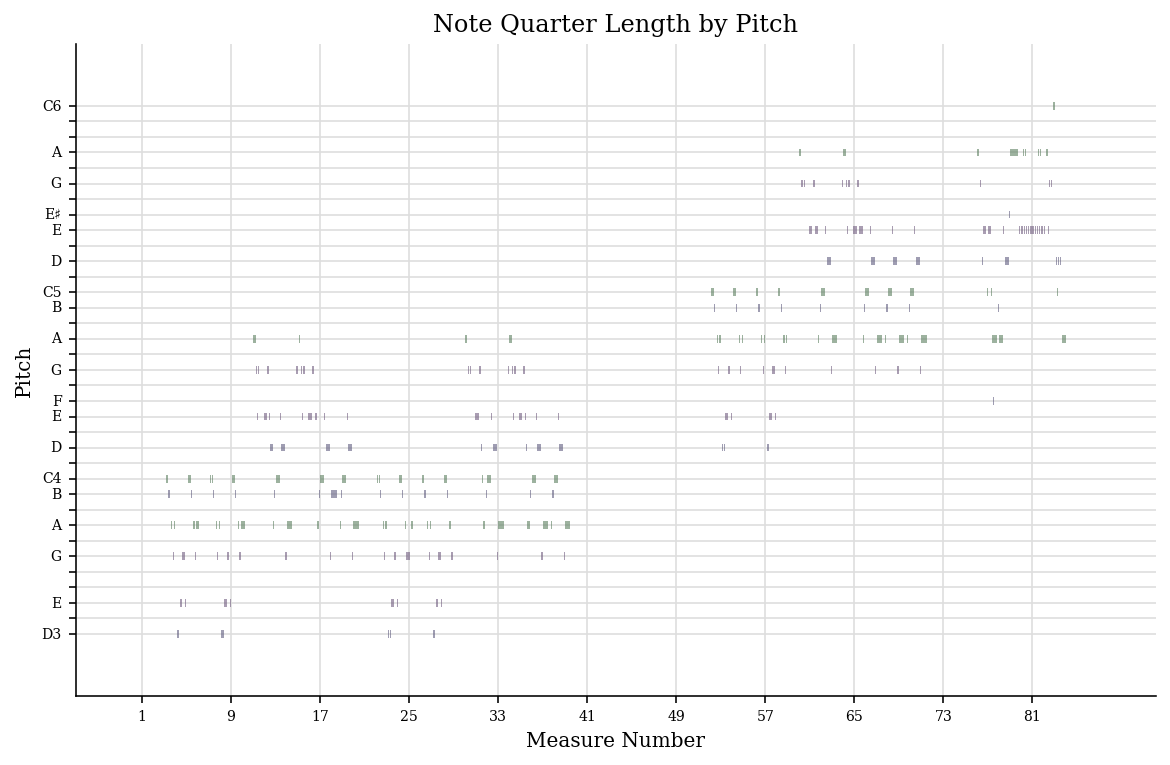 Note Quarter Length by Pitch
C6
A
G
E♯
E
D
C5
B
A
G
F
E
D
C4
B
A
G
E
D3
Pitch
1 9 17 25 33 41 49 57 65 73 81
Measure Number